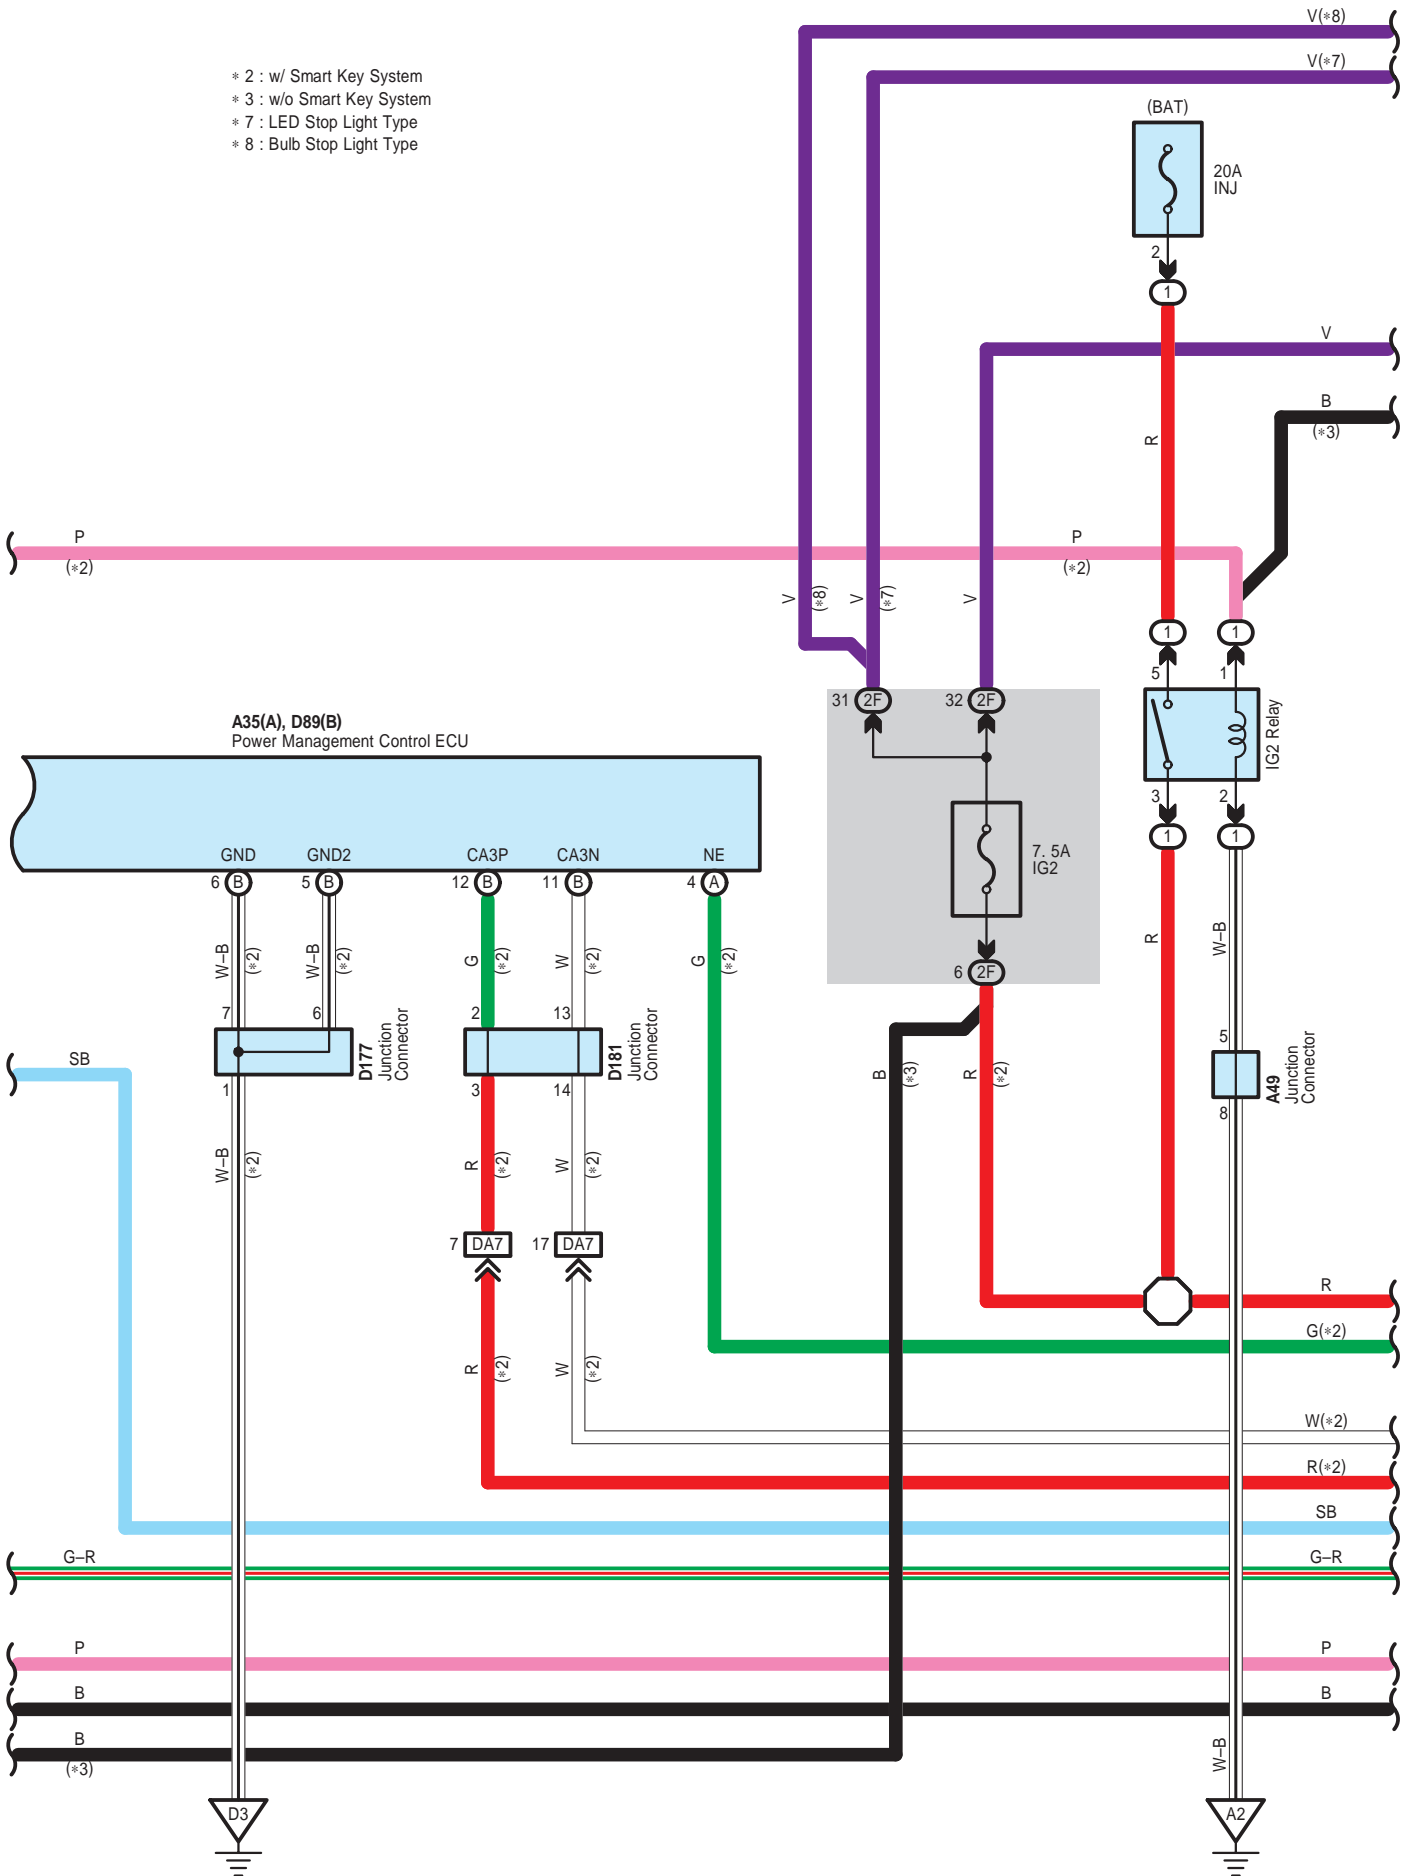 V(*8)
V(*7)
* 2 : w/ Smart Key System
* 3 : w/o Smart Key System
* 7 : LED Stop Light Type
* 8 : Bulb Stop Light Type
(BAT)
20A
INJ
2
1
V
B
(*3)
R
P
(*2)
P
(*2)
V
(*8)
V
(*7)
V
1
1
5
1
31
2F
32
2F
IG2 Relay
A35(A), D89(B)
Power Management Control ECU
3
2
1
1
7. 5A
IG2
GND
GND2
CA3P
CA3N
NE
6
B
5
B
12
B
11
B
4
A
W–B
(*2)
W–B
(*2)
G
(*2)
W
(*2)
G
(*2)
R
W–B
6
2F
7
6
2
13
D177
Junction
Connector
D181
Junction
Connector
1
3
14
SB
B
(*3)
R
(*2)
5
A49
Junction
Connector
8
W–B
(*2)
R
(*2)
W
(*2)
7
DA7
17
DA7
R
G(*2)
R
(*2)
W
(*2)
W(*2)
R(*2)
SB
G–R
G–R
P
P
B
B
B
(*3)
W–B
D3
A2